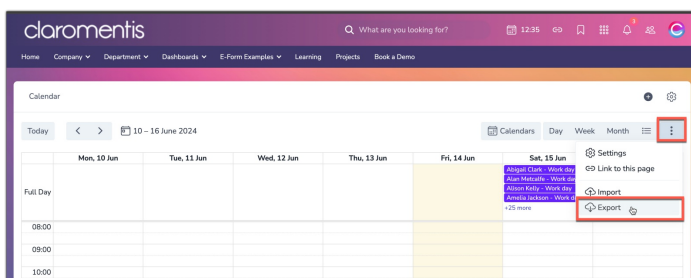 claromentis
What are you looking for?
12:35
3
Home Company Department Dashboards E-Form Examples Learning Projects Book a Demo
Calendar
Today 10 – 16 June 2024 Calendars Day Week Month
Mon, 10 Jun Tue, 11 Jun Wed, 12 Jun Thu, 13 Jun Fri, 14 Jun Sat, 15 Jun
Settings
Link to this page
Import
Export
Full Day
Abigail Clark - Work day
Alan Metcalfe - Work day
Alison Kelly - Work day
Amelia Jackson - Work d
+25 more
08:00
09:00
10:00